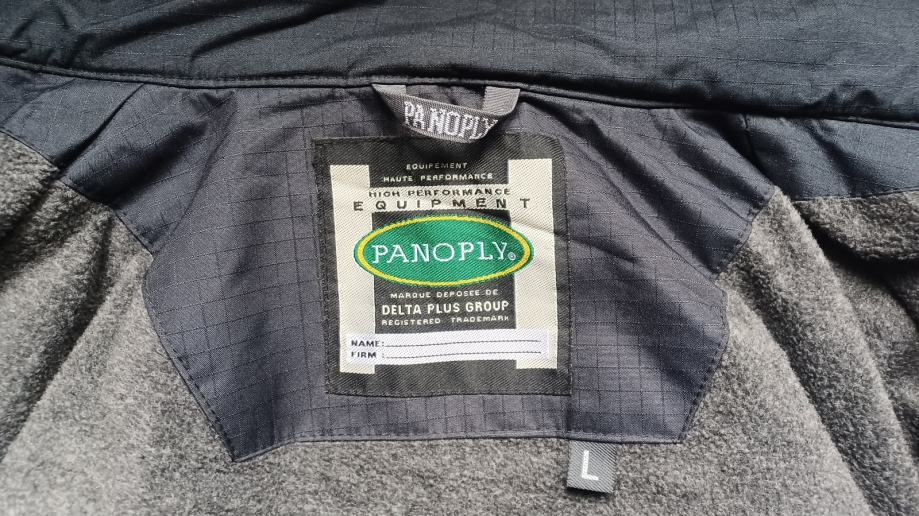 PANOPLY
EQUIPEMENT
HAUTE PERFORMANCE
HIGH PERFORMANCE
EQUIPMENT
PANOPLY®
MARQUE DEPOSEE DE
DELTA PLUS GROUP
REGISTERED TRADEMARK
NAME:
FIRM :
L